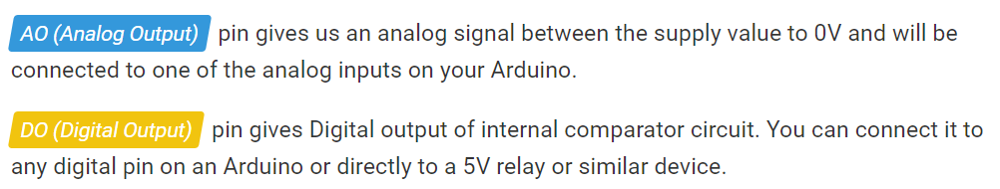 AO (Analog Output) pin gives us an analog signal between the supply value to 0V and will be
connected to one of the analog inputs on your Arduino.
DO (Digital Output) pin gives Digital output of internal comparator circuit. You can connect it to
any digital pin on an Arduino or directly to a 5V relay or similar device.